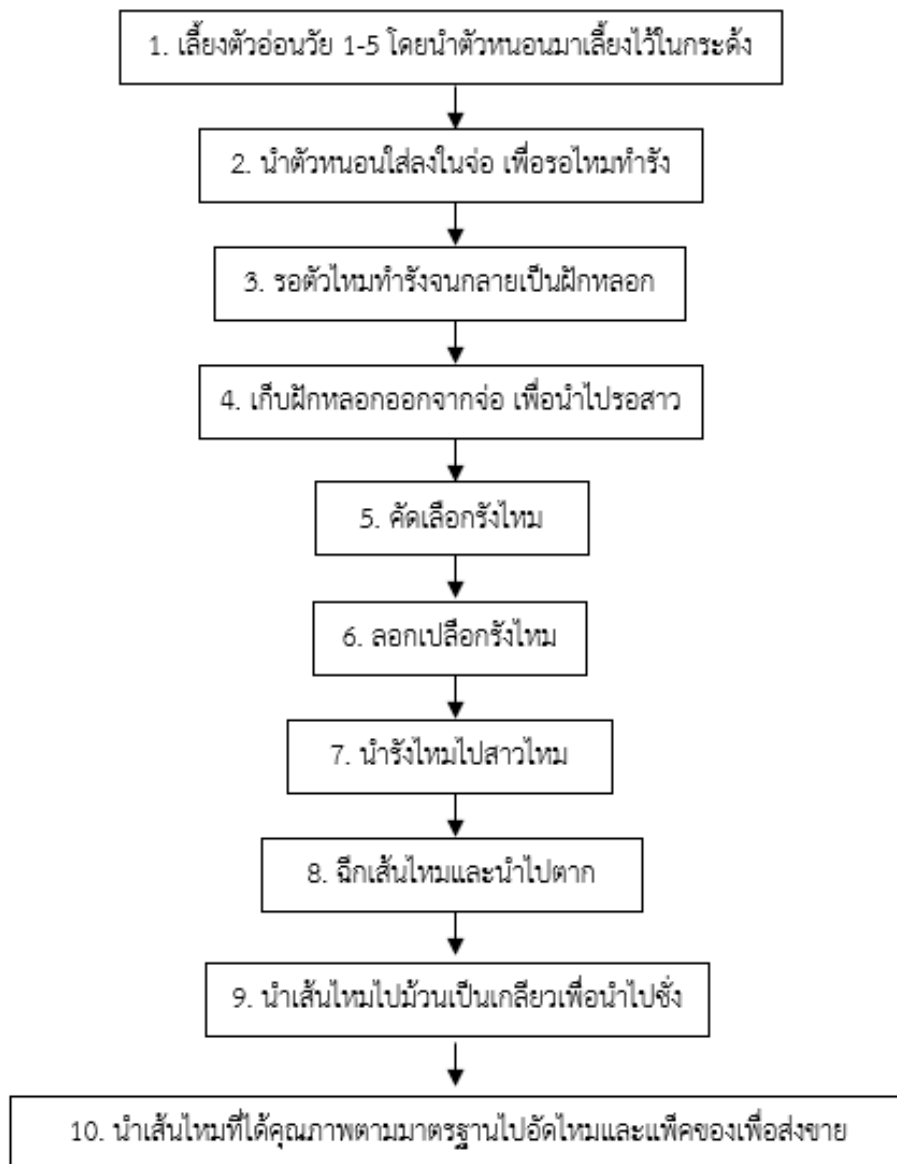 1. เลี้ยงตัวอ่อนวัย 1-5 โดยนำตัวหนอนมาเลี้ยงไว้ในกระด้ง
2. นำตัวหนอนใส่ลงในจ่อ เพื่อรอไหมทำรัง
3. รอตัวไหมทำรังจนกลายเป็นฝักหลอก
4. เก็บฝักหลอกออกจากจ่อ เพื่อนำไปรอสาว
5. คัดเลือกรังไหม
6. ลอกเปลือกรังไหม
7. นำรังไหมไปสาวไหม
8. ฉีกเส้นไหมและนำไปตาก
9. นำเส้นไหมไปม้วนเป็นเกลียวเพื่อนำไปชั่ง
10. นำเส้นไหมที่ได้คุณภาพตามมาตรฐานไปอัดไหมและแพ็คของเพื่อส่งขาย